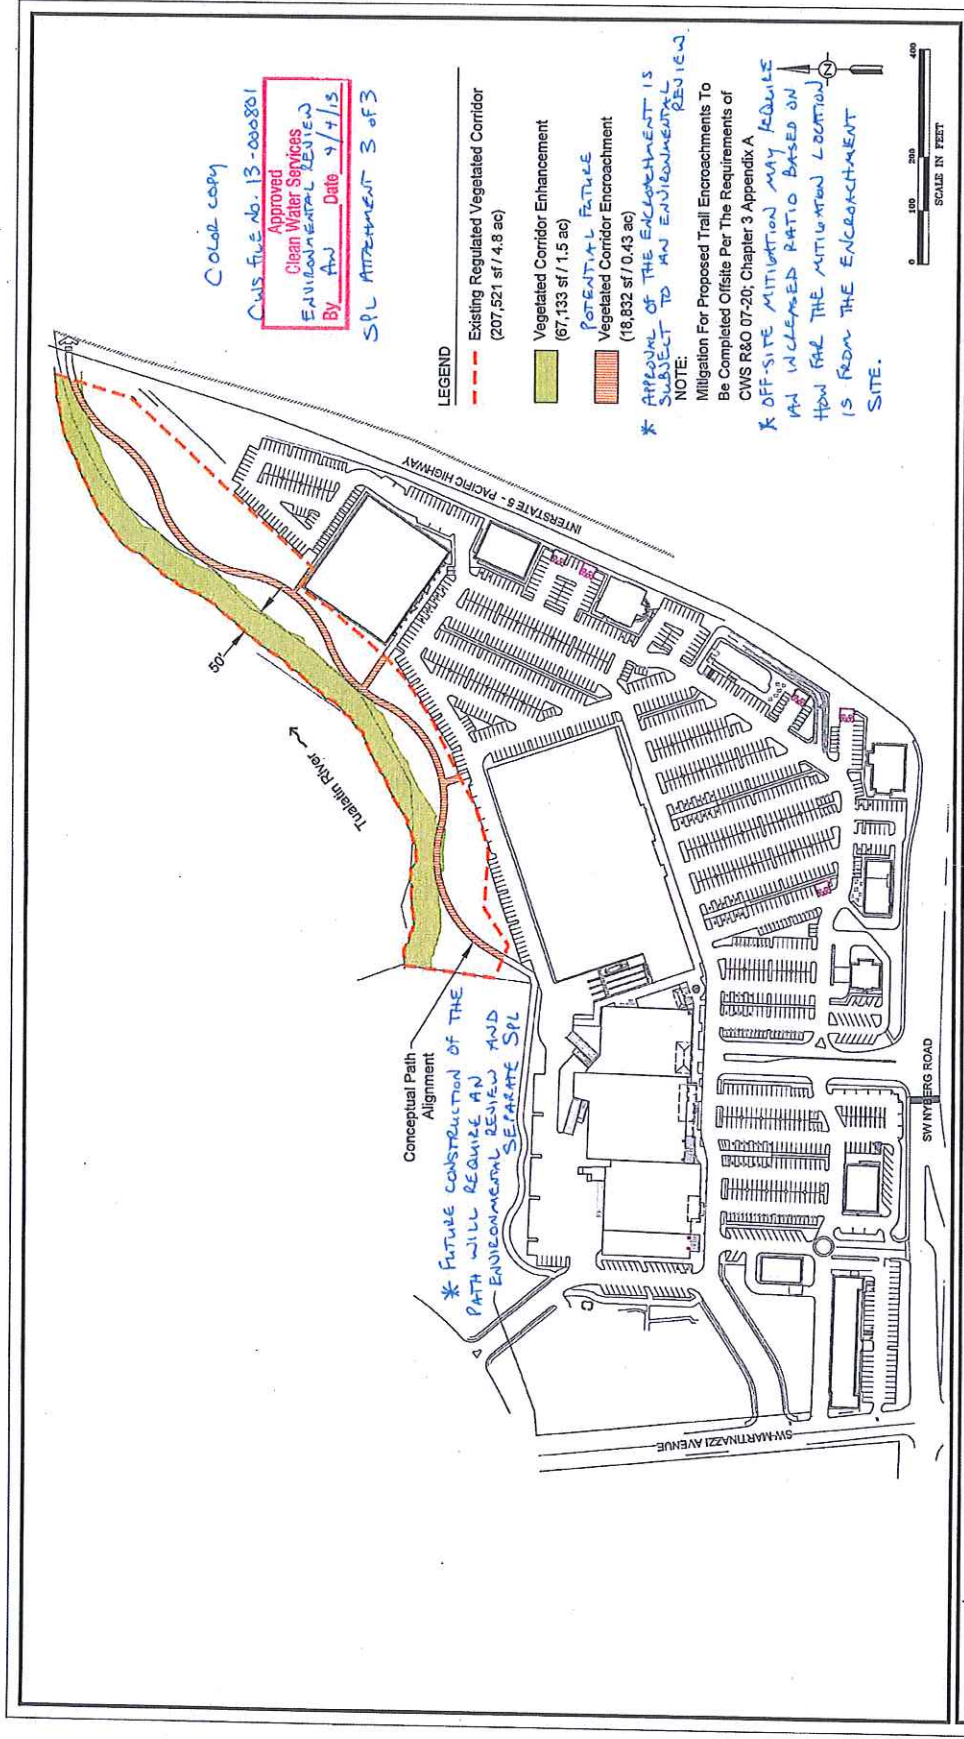 COLOR COPY
CWS FILE NO. 13-000801
Approved
Clean Water Services
ENVIRONMENTAL REVIEW
By AW Date 4/4/13
SPL ATTACHMENT 3 OF 3
LEGEND
Existing Regulated Vegetated Corridor
(207,521 sf / 4.8 ac)
Vegetated Corridor Enhancement
(67,133 sf / 1.5 ac)
POTENTIAL FUTURE
Vegetated Corridor Encroachment
(18,832 sf / 0.43 ac)
* APPROVAL OF THE ENCROACHMENT IS
SUBJECT TO AN ENVIRONMENTAL
REVIEW
NOTE:
Mitigation For Proposed Trail Encroachments To
Be Completed Offsite Per The Requirements of
CWS R&O 07-20; Chapter 3 Appendix A
* OFF-SITE MITIGATION MAY REQUIRE
AN INCREASED RATIO BASED ON
HOW FAR THE MITIGATION LOCATION
IS FROM THE ENCROACHMENT
SITE.
N
0 100 200 400
SCALE IN FEET
50'
Tualatin River
INTERSTATE 5 - PACIFIC HIGHWAY
Conceptual Path
Alignment
* FUTURE CONSTRUCTION OF THE
PATH WILL REQUIRE AN
ENVIRONMENTAL REVIEW AND
SEPARATE SPL
SW MARTINAZZI AVENUE
SW NYBERG ROAD